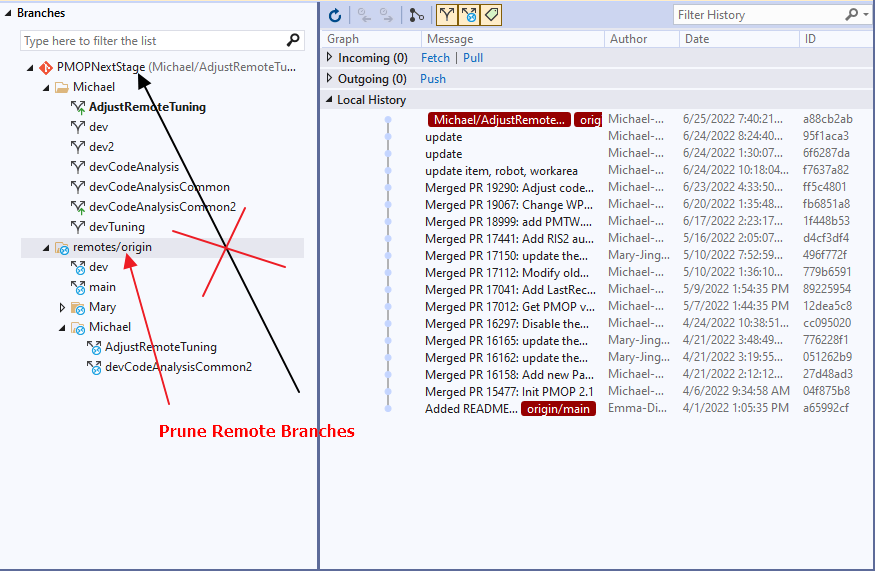 Branches
Type here to filter the list
PMOPNextStage (Michael/AdjustRemoteTu...
Michael
AdjustRemoteTuning
dev
dev2
devCodeAnalysis
devCodeAnalysisCommon
devCodeAnalysisCommon2
devTuning
remotes/origin
dev
main
Mary
Michael
AdjustRemoteTuning
devCodeAnalysisCommon2
Prune Remote Branches
Filter History
Graph Message Author Date ID
Incoming (0) Fetch | Pull
Outgoing (0) Push
Local History
Michael/AdjustRemote... orig Michael-... 6/25/2022 7:40:21... a88cb2ab
update Michael-... 6/24/2022 8:24:40... 95f1aca3
update Michael-... 6/24/2022 1:30:07... 6f6287da
update item, robot, workarea Michael-... 6/24/2022 10:18:04... f7637a82
Merged PR 19290: Adjust code... Michael-... 6/23/2022 4:33:50... ff5c4801
Merged PR 19067: Change WP... Michael-... 6/20/2022 1:35:48... fb6851a8
Merged PR 18999: add PMTW... Michael-... 6/17/2022 2:23:17... 1f448b53
Merged PR 17441: Add RIS2 au... Michael-... 5/16/2022 2:05:07... d4cf3df4
Merged PR 17150: update the... Mary-Jing... 5/10/2022 7:52:59... 496f772f
Merged PR 17112: Modify old... Michael-... 5/10/2022 1:36:10... 779b6591
Merged PR 17041: Add LastRec... Michael-... 5/9/2022 1:54:35 PM 89225954
Merged PR 17012: Get PMOP v... Michael-... 5/7/2022 1:44:35 PM 12dea5c8
Merged PR 16297: Disable the... Michael-... 4/24/2022 10:38:51... cc095020
Merged PR 16165: update the... Mary-Jing... 4/21/2022 3:48:49... 776228f1
Merged PR 16162: update the... Mary-Jing... 4/21/2022 3:19:55... 051262b9
Merged PR 16158: Add new Pa... Michael-... 4/21/2022 2:12:12... 27d48ad3
Merged PR 15477: Init PMOP 2.1 Michael-... 4/6/2022 9:34:58 AM 04f875b8
Added README... origin/main Emma-Di... 4/1/2022 1:05:35 PM a65992cf